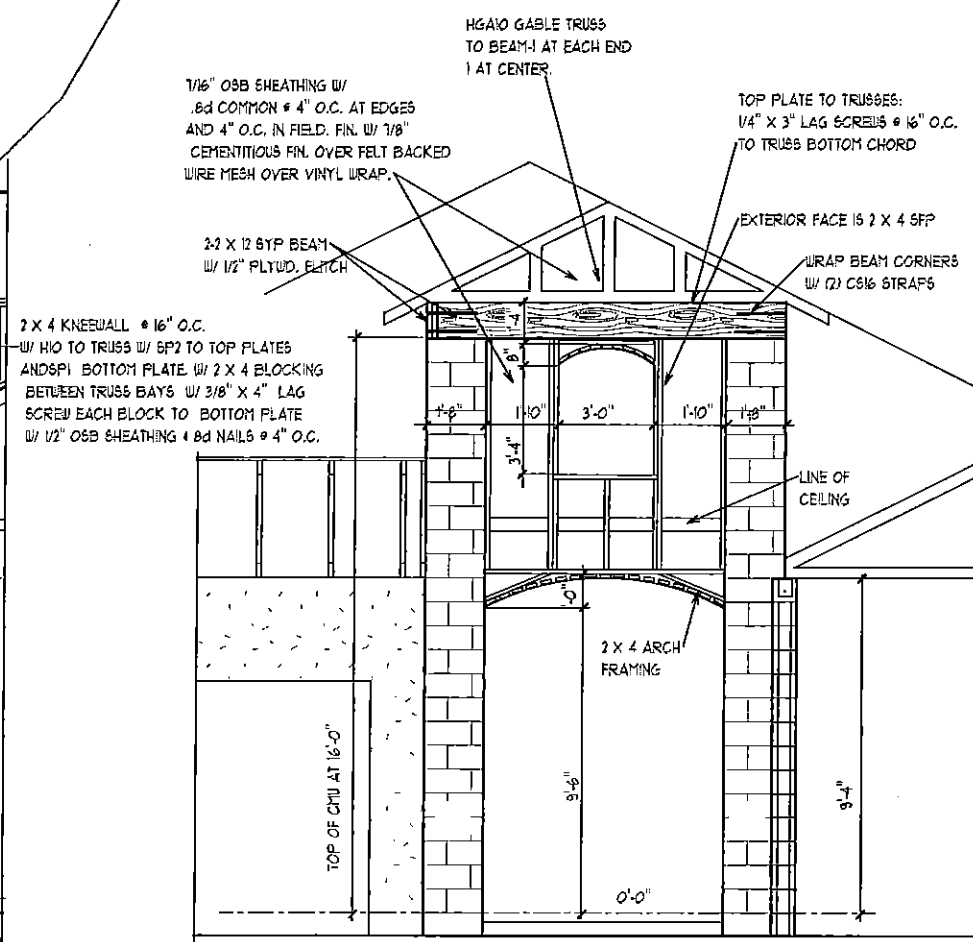 HGA10 GABLE TRUSS
TO BEAM-1 AT EACH END
1 AT CENTER.
7/16" OSB SHEATHING W/
.8d COMMON @ 4" O.C. AT EDGES
AND 4" O.C. IN FIELD. FIN. W/ 7/8"
CEMENTITIOUS FIN. OVER FELT BACKED
WIRE MESH OVER VINYL WRAP.
TOP PLATE TO TRUSSES:
1/4" X 3" LAG SCREWS @ 16" O.C.
TO TRUSS BOTTOM CHORD
EXTERIOR FACE IS 2 X 4 SFP
2-2 X 12 SYP BEAM
W/ 1/2" PLYWD. FLITCH
WRAP BEAM CORNERS
W/ (2) CS16 STRAPS
2 X 4 KNEEWALL @ 16" O.C.
W/ H10 TO TRUSS W/ SP2 TO TOP PLATES
ANDSP1 BOTTOM PLATE W/ 2 X 4 BLOCKING
BETWEEN TRUSS BAYS W/ 3/8" X 4" LAG
SCREW EACH BLOCK TO BOTTOM PLATE
W/ 1/2" OSB SHEATHING & 8d NAILS @ 4" O.C.
-4
8"
1'-8"
1'-10"
3'-0"
1'-10"
1'-8"
3'-4"
LINE OF
CEILING
-0"
2 X 4 ARCH
FRAMING
TOP OF CMU AT 16'-0"
9'-6"
9'-4"
0'-0"